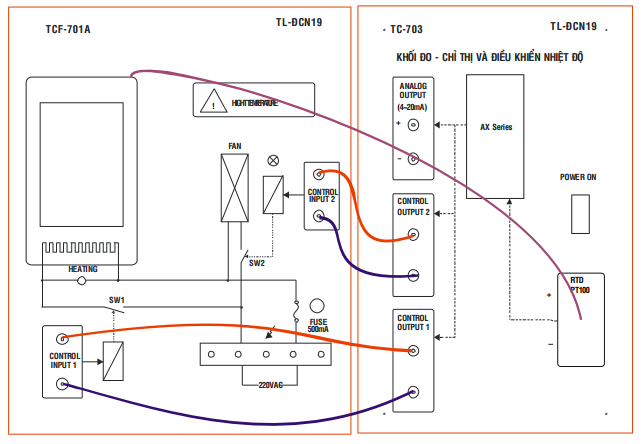 TCF-701A
TL-ĐCN19
HIGH TEMPERATURE
FAN
CONTROL
INPUT 2
SW2
HEATING
SW1
FUSE
500mA
CONTROL
INPUT 1
220VAC
TC-703
TL-ĐCN19
KHỐI ĐO - CHỈ THỊ VÀ ĐIỀU KHIỂN NHIỆT ĐỘ
ANALOG
OUTPUT
(4-20mA)
+
–
AX Series
CONTROL
OUTPUT 2
POWER ON
RTD
PT100
+
–
CONTROL
OUTPUT 1